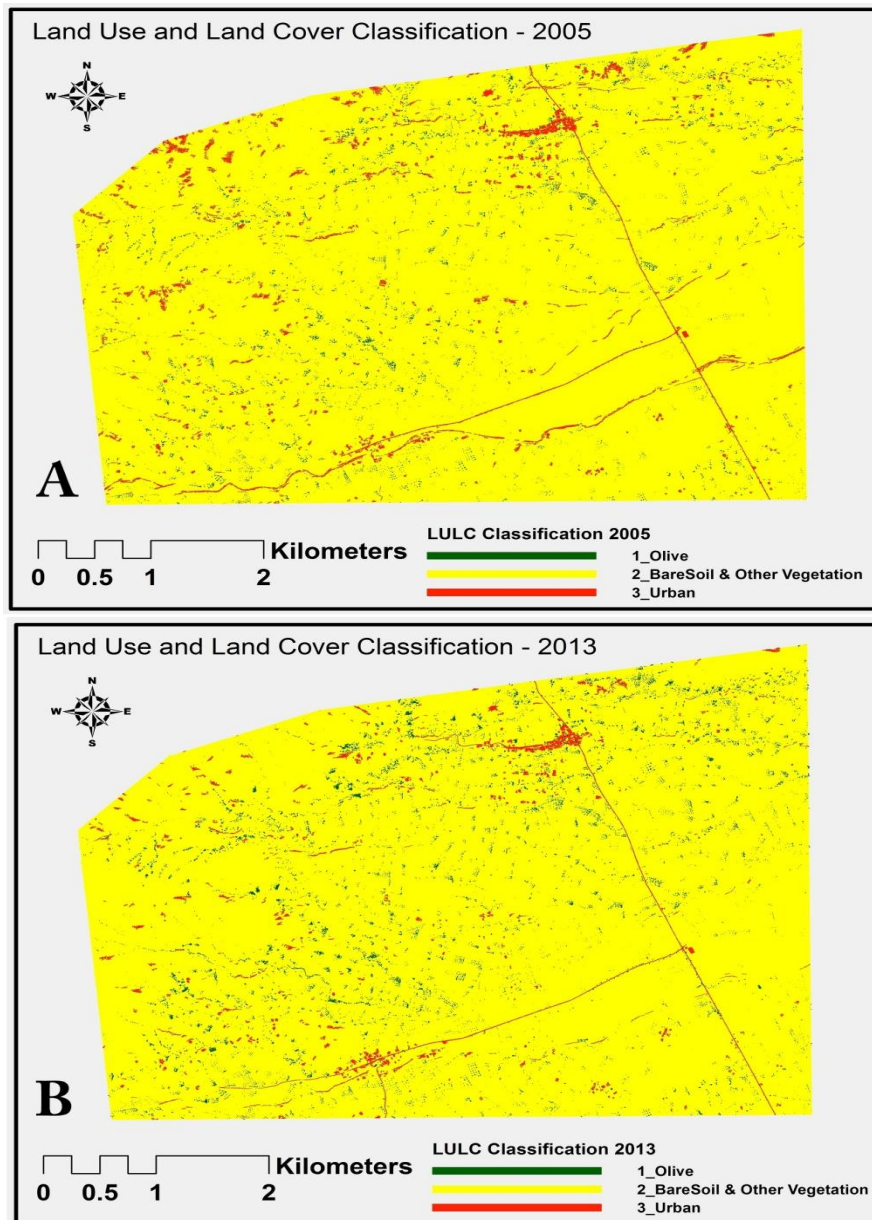 Land Use and Land Cover Classification - 2005
N
W E
S
A
Kilometers
0 0.5 1 2
LULC Classification 2005
1_Olive
2_BareSoil & Other Vegetation
3_Urban
Land Use and Land Cover Classification - 2013
N
W E
S
B
Kilometers
0 0.5 1 2
LULC Classification 2013
1_Olive
2_BareSoil & Other Vegetation
3_Urban